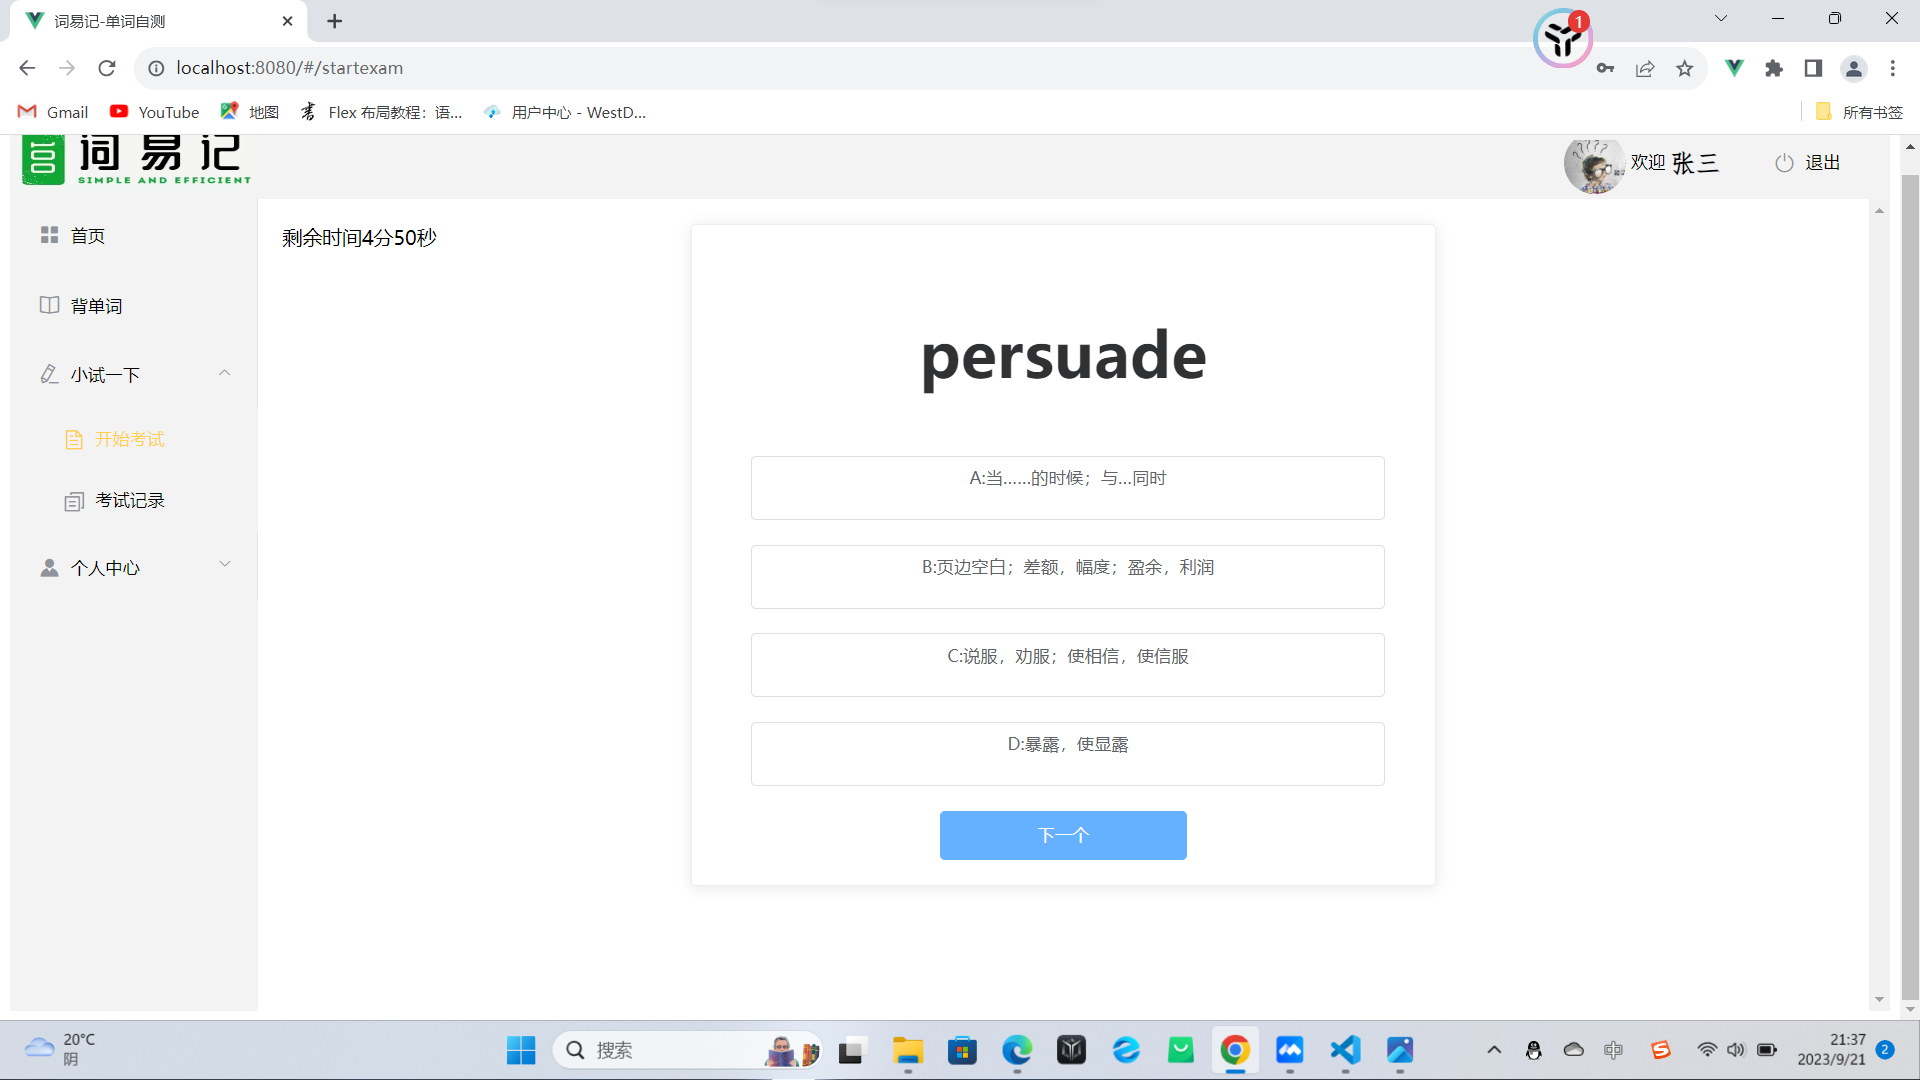 词易记-单词自测
1
localhost:8080/#/startexam
Gmail
YouTube
地图
Flex 布局教程：语...
用户中心 - WestD...
所有书签
词易记
SIMPLE AND EFFICIENT
????
欢迎 张三
退出
首页
背单词
小试一下
开始考试
考试记录
个人中心
剩余时间4分50秒
persuade
A:当……的时候；与...同时
B:页边空白；差额，幅度；盈余，利润
C:说服，劝服；使相信，使信服
D:暴露，使显露
下一个
20°C
阴
搜索
中
21:37
2023/9/21
2